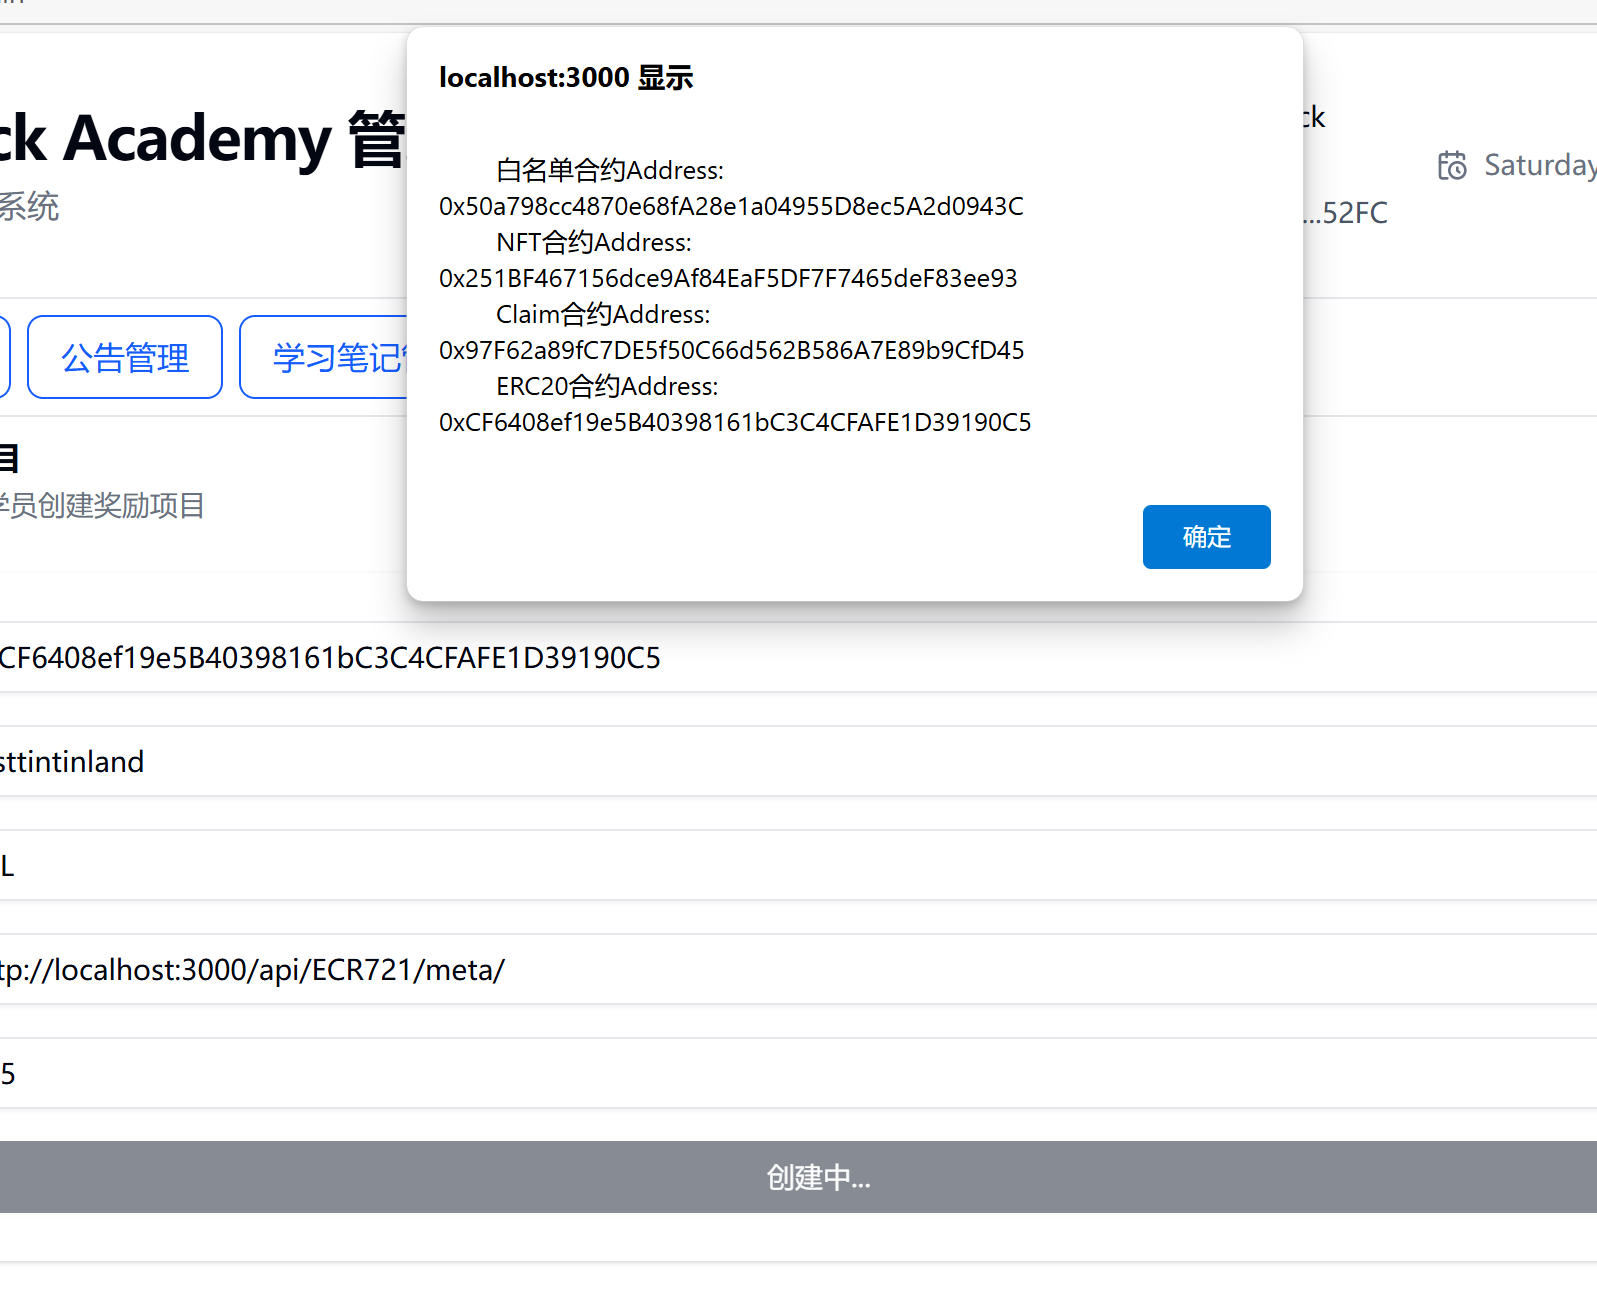 localhost:3000 显示
白名单合约Address:
0x50a798cc4870e68fA28e1a04955D8ec5A2d0943C
NFT合约Address:
0x251BF467156dce9Af84EaF5DF7F7465deF83ee93
Claim合约Address:
0x97F62a89fC7DE5f50C66d562B586A7E89b9CfD45
ERC20合约Address:
0xCF6408ef19e5B40398161bC3C4CFAFE1D39190C5
确定
ck Academy 管
系统
ck
Saturday
...52FC
公告管理
学习笔记
目
学员创建奖励项目
CF6408ef19e5B40398161bC3C4CFAFE1D39190C5
sttintinland
L
tp://localhost:3000/api/ECR721/meta/
5
创建中...